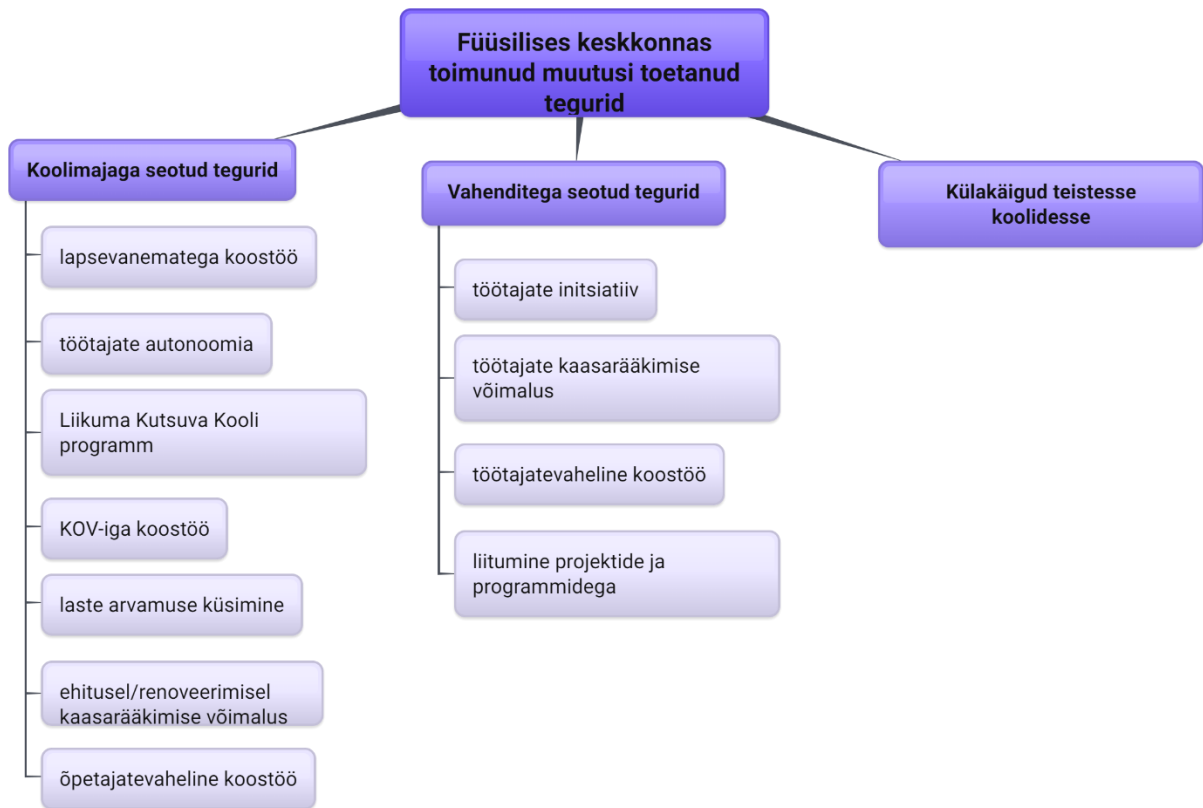 Füüsilises keskkonnas
toimunud muutusi toetanud
tegurid
Koolimajaga seotud tegurid
lapsevanematega koostöö
töötajate autonoomia
Liikuma Kutsuva Kooli
programm
KOV-iga koostöö
laste arvamuse küsimine
ehitusel/renoveerimisel
kaasarääkimise võimalus
õpetajatevaheline koostöö
Vahenditega seotud tegurid
töötajate initsiatiiv
töötajate kaasarääkimise
võimalus
töötajatevaheline koostöö
liitumine projektide ja
programmidega
Külakäigud teistesse
koolidesse